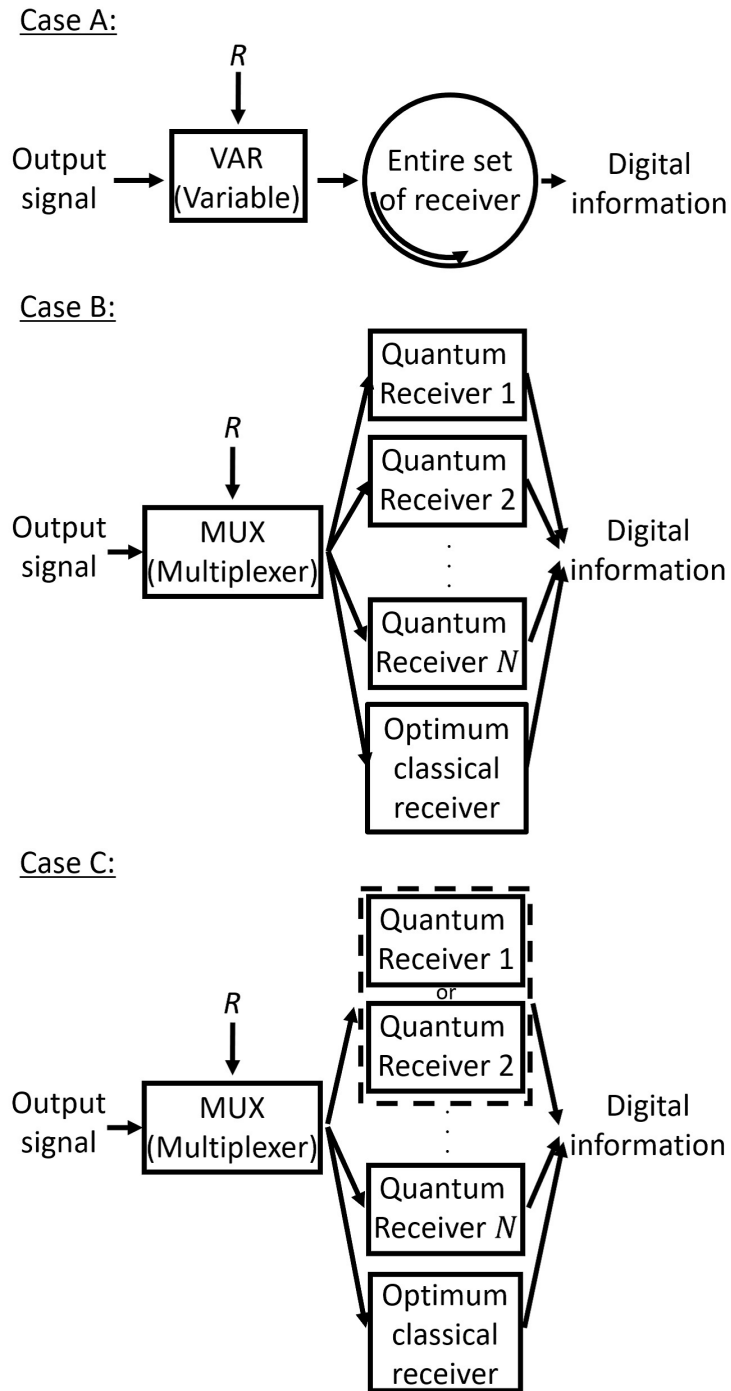 Case A:
R
Output
signal
VAR
(Variable)
Entire set
of receiver
Digital
information
Case B:
Quantum
Receiver 1
R
Quantum
Receiver 2
Output
signal
MUX
(Multiplexer)
Digital
information
Quantum
Receiver N
Optimum
classical
receiver
Case C:
Quantum
Receiver 1
or
R
Quantum
Receiver 2
Output
signal
MUX
(Multiplexer)
Digital
information
Quantum
Receiver N
Optimum
classical
receiver